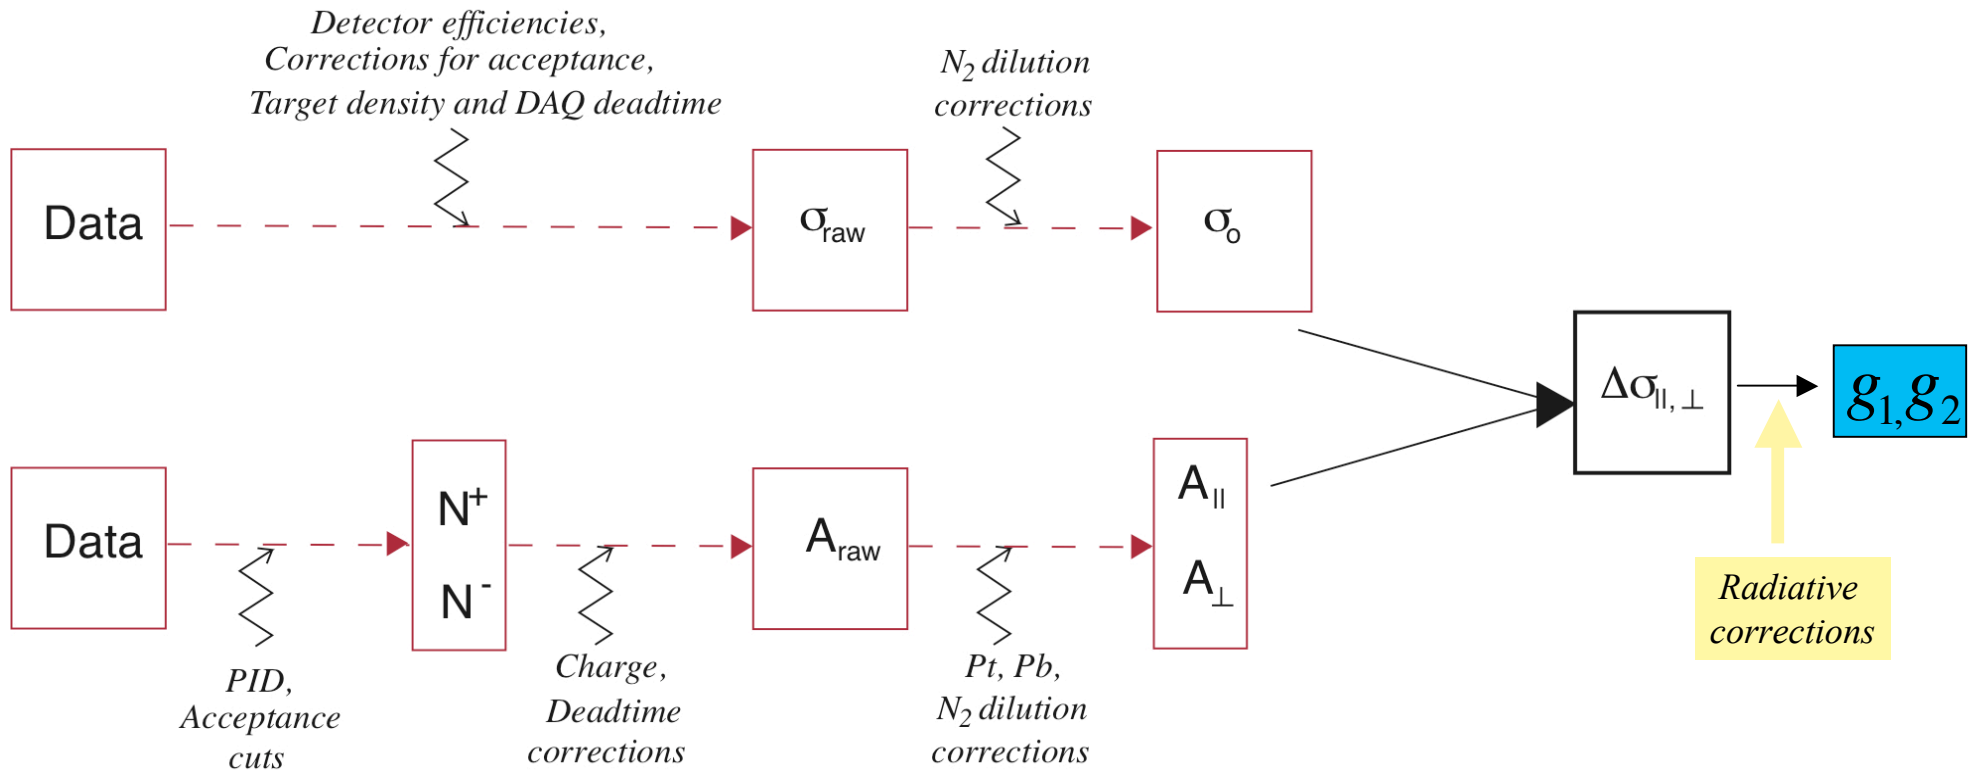 Detector efficiencies,
Corrections for acceptance,
Target density and DAQ deadtime
N2 dilution
corrections
Data
σraw
σo
Δσ||, ⊥
g1,g2
Data
N+
N-
Araw
A||
A⊥
PID,
Acceptance
cuts
Charge,
Deadtime
corrections
Pt, Pb,
N2 dilution
corrections
Radiative
corrections